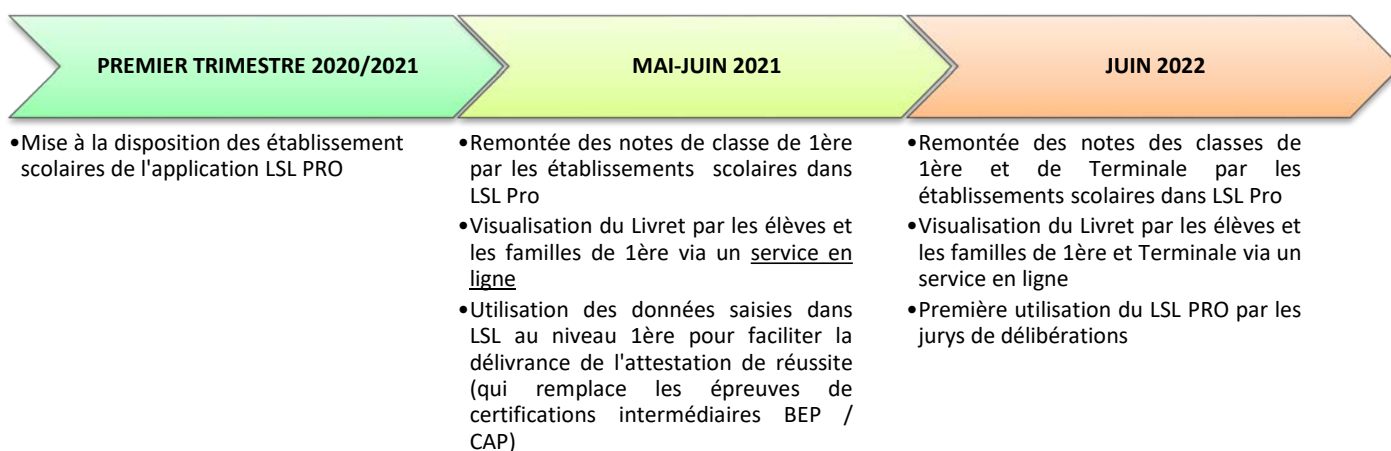 PREMIER TRIMESTRE 2020/2021
•Mise à la disposition des établissement
scolaires de l'application LSL PRO
MAI-JUIN 2021
•Remontée des notes de classe de 1ère
par les établissements scolaires dans
LSL Pro
•Visualisation du Livret par les élèves et
les familles de 1ère via un service en
ligne
•Utilisation des données saisies dans
LSL au niveau 1ère pour faciliter la
délivrance de l'attestation de réussite
(qui remplace les épreuves de
certifications intermédiaires BEP /
CAP)
JUIN 2022
•Remontée des notes des classes de
1ère et de Terminale par les
établissements scolaires dans LSL Pro
•Visualisation du Livret par les élèves et
les familles de 1ère et Terminale via un
service en ligne
•Première utilisation du LSL PRO par les
jurys de délibérations